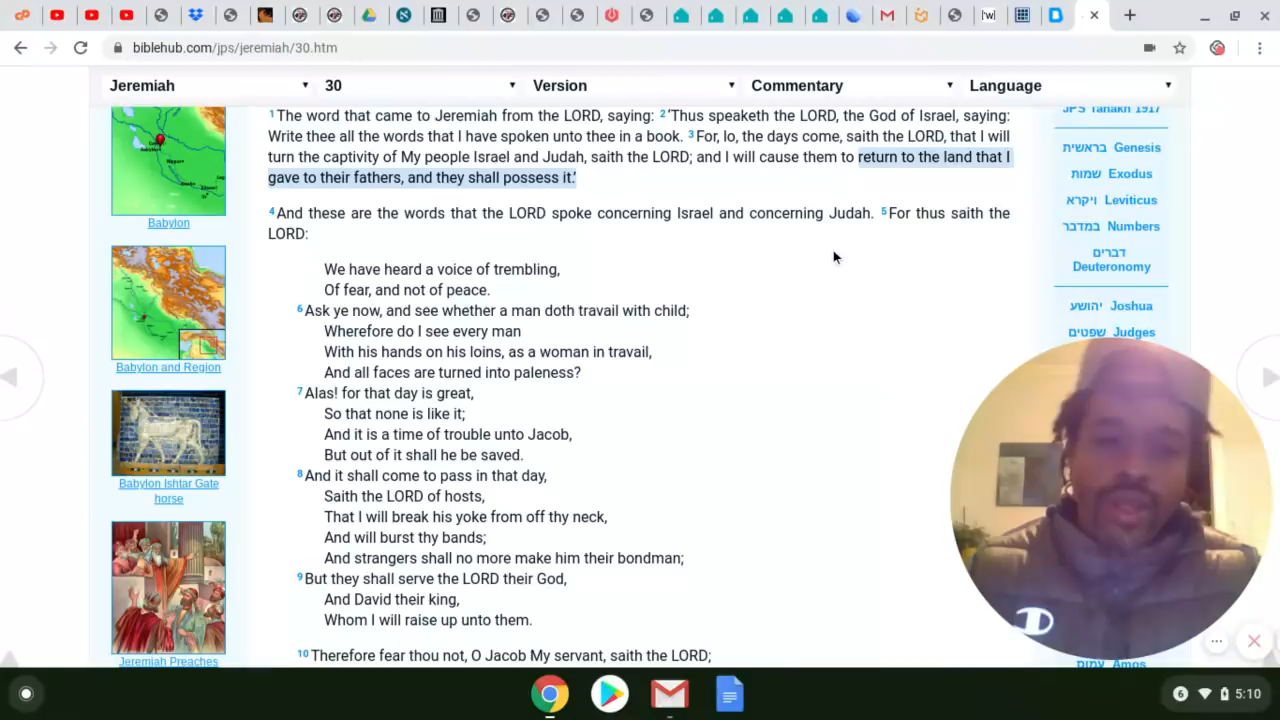 biblehub.com/jps/jeremiah/30.htm
Jeremiah 30 Version Commentary Language
1 The word that came to Jeremiah from the LORD, saying: 2 'Thus speaketh the LORD, the God of Israel, saying:
Write thee all the words that I have spoken unto thee in a book. 3 For, lo, the days come, saith the LORD, that I will
turn the captivity of My people Israel and Judah, saith the LORD; and I will cause them to return to the land that I
gave to their fathers, and they shall possess it.'
4 And these are the words that the LORD spoke concerning Israel and concerning Judah. 5 For thus saith the
LORD:
We have heard a voice of trembling,
Of fear, and not of peace.
6 Ask ye now, and see whether a man doth travail with child;
Wherefore do I see every man
With his hands on his loins, as a woman in travail,
And all faces are turned into paleness?
7 Alas! for that day is great,
So that none is like it;
And it is a time of trouble unto Jacob,
But out of it shall he be saved.
8 And it shall come to pass in that day,
Saith the LORD of hosts,
That I will break his yoke from off thy neck,
And will burst thy bands;
And strangers shall no more make him their bondman;
9 But they shall serve the LORD their God,
And David their king,
Whom I will raise up unto them.
10 Therefore fear thou not, O Jacob My servant, saith the LORD;
Babylon
Babylon and Region
Babylon Ishtar Gate
horse
Jeremiah Preaches
JPS Tanakh 1917
בראשית Genesis
שמות Exodus
ויקרא Leviticus
במדבר Numbers
דברים
Deuteronomy
יהושע Joshua
שפטים Judges
עמוס Amos
6 5:10